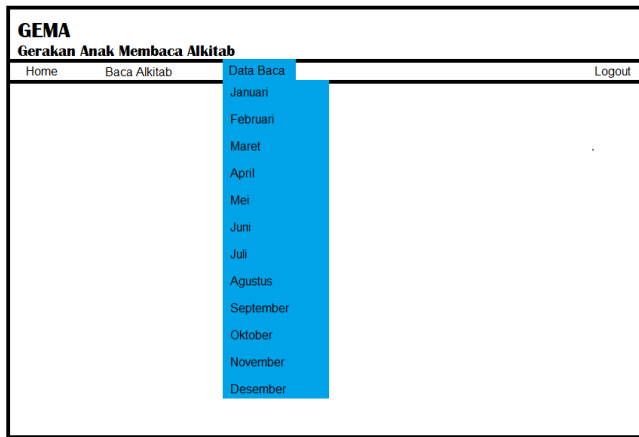 GEMA
Gerakan Anak Membaca Alkitab
Home Baca Alkitab Data Baca Logout
Januari
Februari
Maret
April
Mei
Juni
Juli
Agustus
September
Oktober
November
Desember